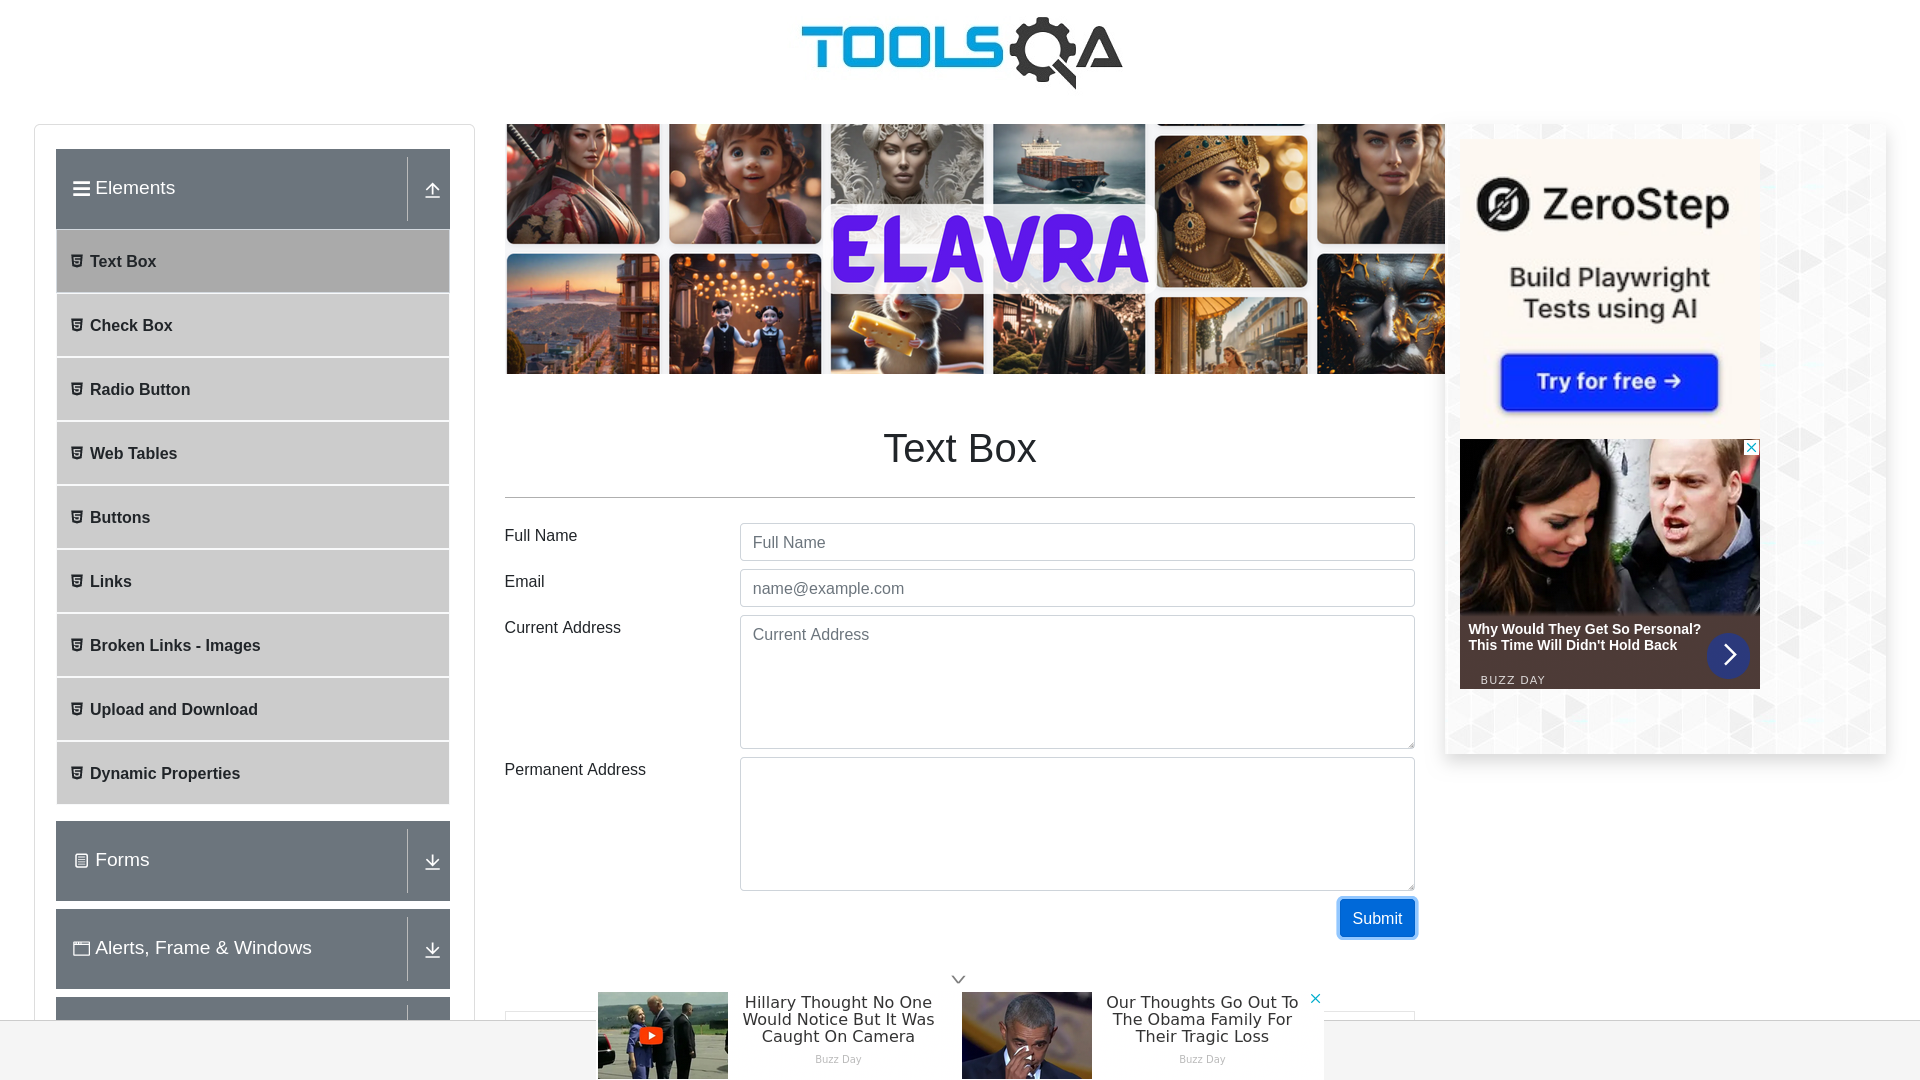 TOOLSQA
Elements
Text Box
Check Box
Radio Button
Web Tables
Buttons
Links
Broken Links - Images
Upload and Download
Dynamic Properties
Forms
Alerts, Frame & Windows
ELAVRA
Text Box
Full Name
Full Name
Email
name@example.com
Current Address
Current Address
Permanent Address
Submit
ZeroStep
Build Playwright
Tests using AI
Try for free →
Why Would They Get So Personal?
This Time Will Didn't Hold Back
BUZZ DAY
Hillary Thought No One
Would Notice But It Was
Caught On Camera
Buzz Day
Our Thoughts Go Out To
The Obama Family For
Their Tragic Loss
Buzz Day